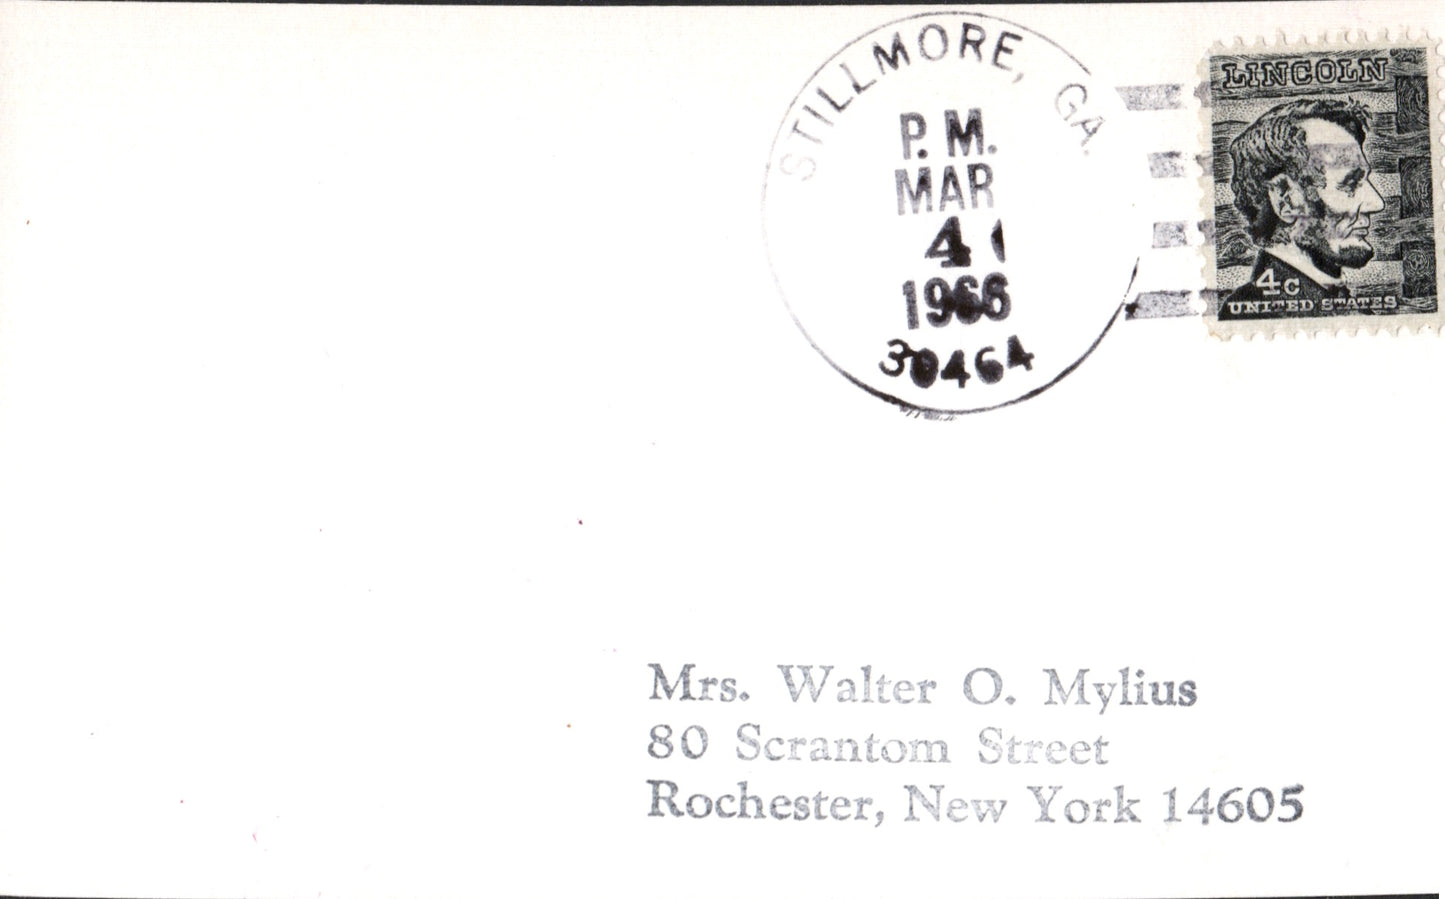 STILLMORE, GA.
P.M.
MAR
4
1966
30464
LINCOLN
4c
UNITED STATES
Mrs. Walter O. Mylius
80 Scrantom Street
Rochester, New York 14605